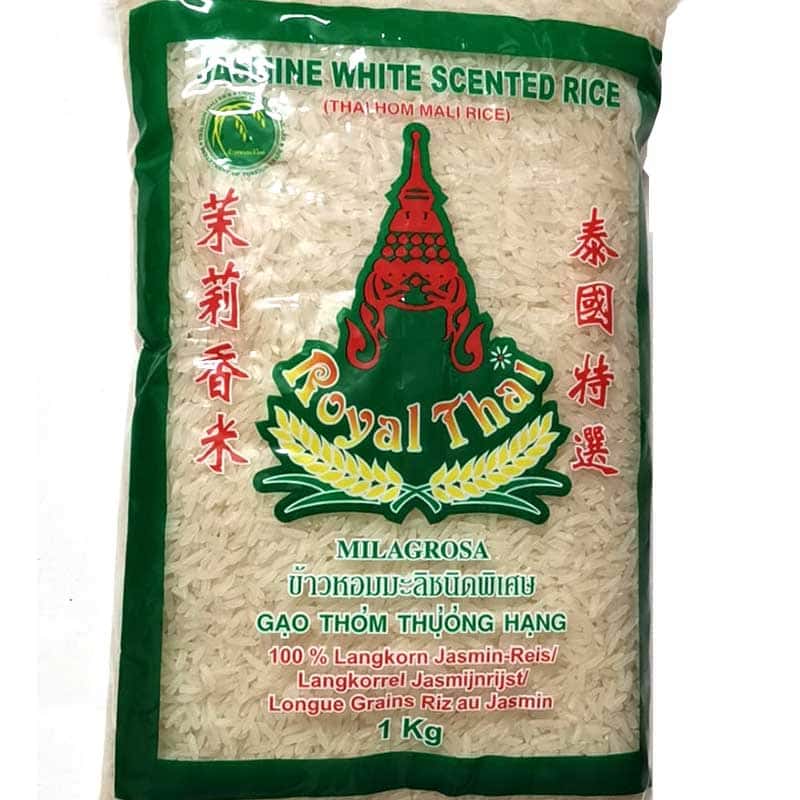 JASMINE WHITE SCENTED RICE
(THAI HOM MALI RICE)
茉莉香米
泰國特選
Royal Thai
MILAGROSA
ข้าวหอมมะลิชนิดพิเศษ
GẠO THỎM THỰỎNG HẠNG
100 % Langkorn Jasmin-Reis/
Langkorrel Jasmijnrijst/
Longue Grains Riz au Jasmin
1 Kg